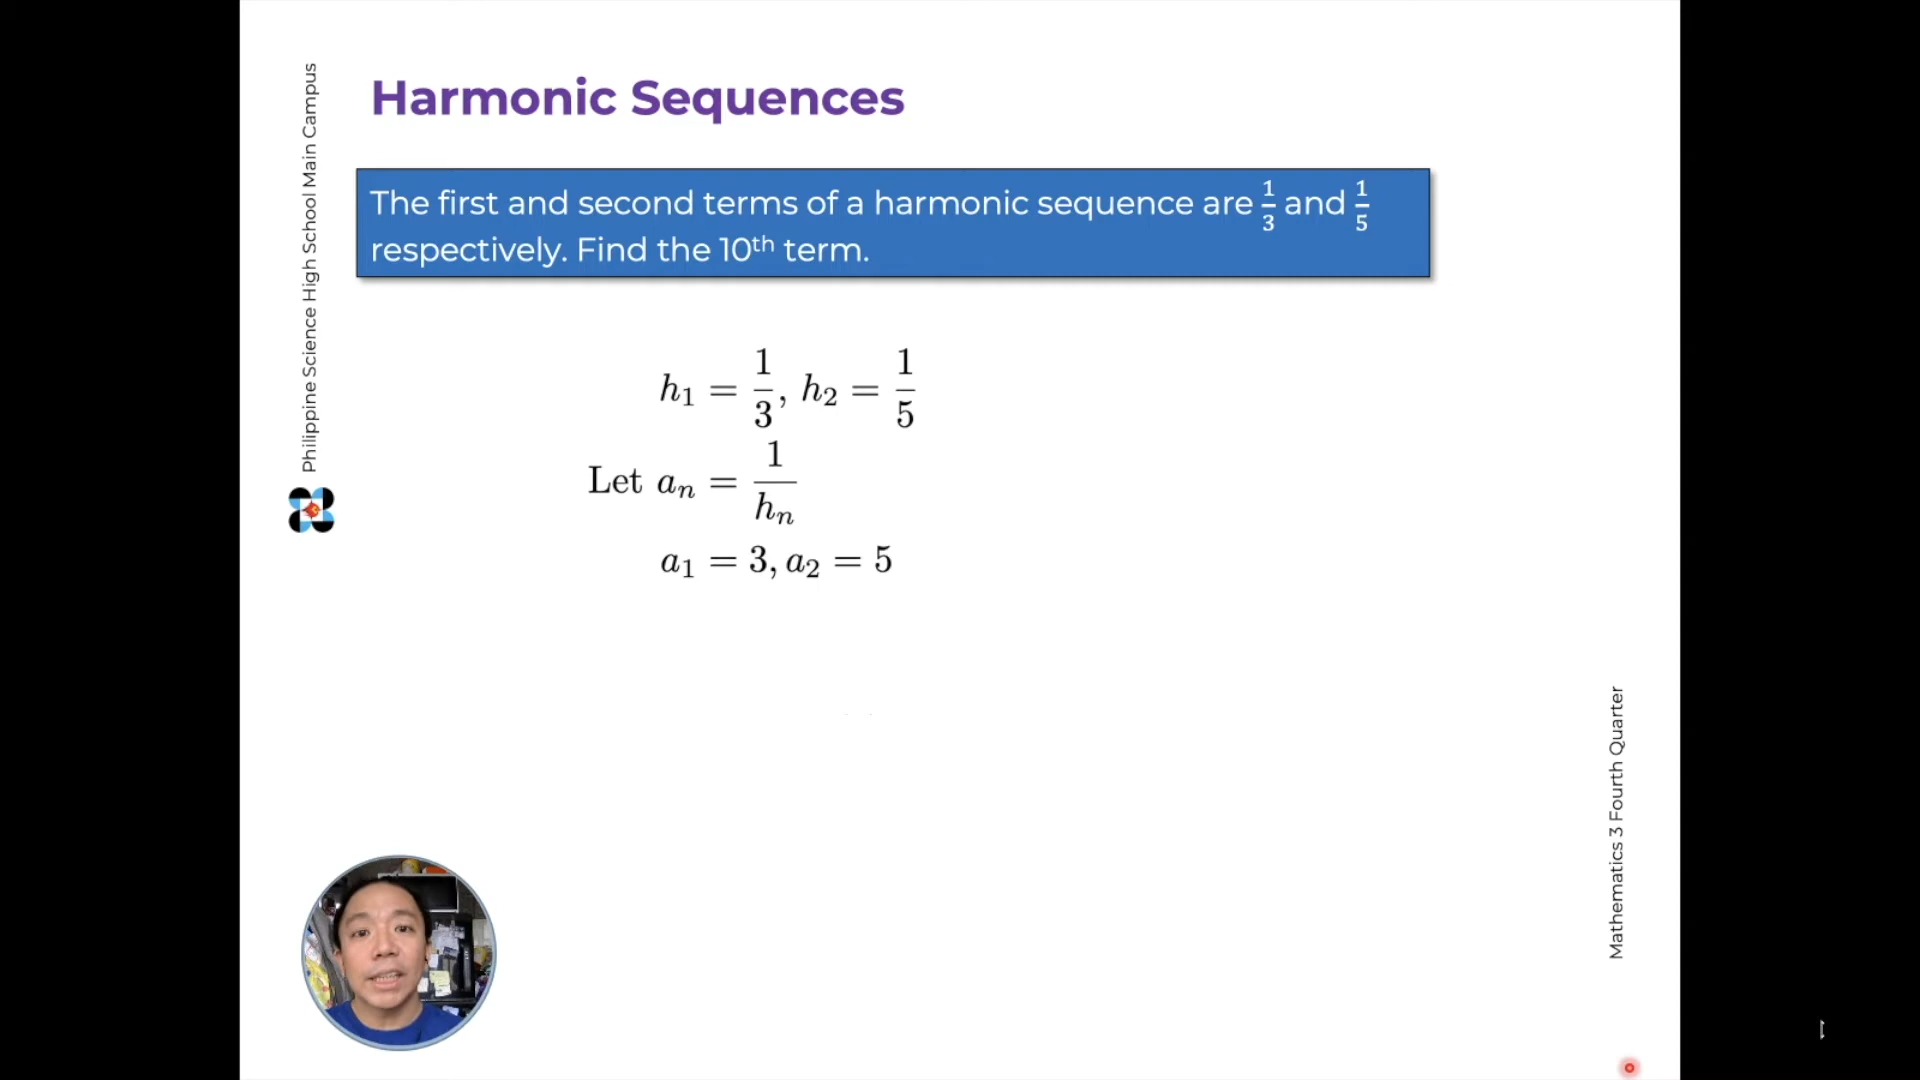 Philippine Science High School Main Campus
Harmonic Sequences
The first and second terms of a harmonic sequence are 1/3 and 1/5
respectively. Find the 10th term.
h₁ = 1/3, h₂ = 1/5
Let aₙ = 1/hₙ
a₁ = 3, a₂ = 5
Mathematics 3 Fourth Quarter